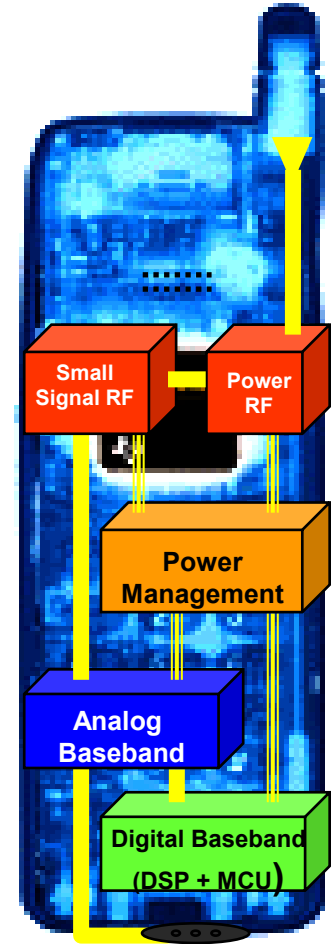 Small
Signal RF
Power
RF
Power
Management
Analog
Baseband
Digital Baseband
(DSP + MCU)